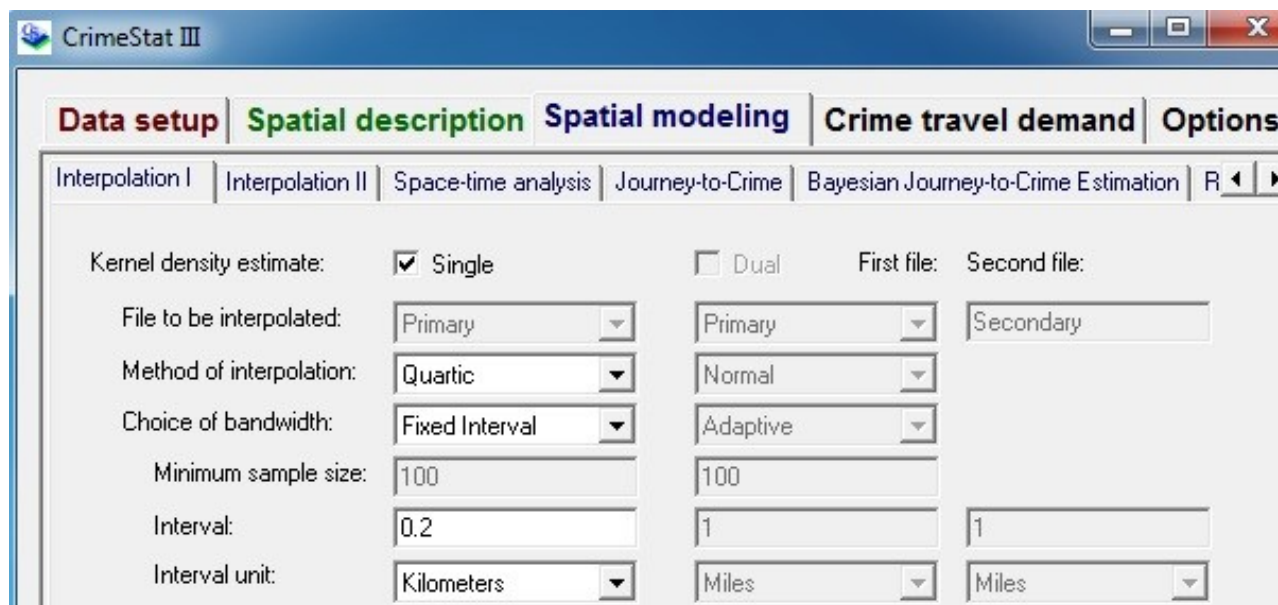 CrimeStat III
Data setup Spatial description Spatial modeling Crime travel demand Options
Interpolation I Interpolation II Space-time analysis Journey-to-Crime Bayesian Journey-to-Crime Estimation R
Kernel density estimate: Single Dual First file: Second file:
File to be interpolated: Primary Primary Secondary
Method of interpolation: Quartic Normal
Choice of bandwidth: Fixed Interval Adaptive
Minimum sample size: 100 100
Interval: 0.2 1 1
Interval unit: Kilometers Miles Miles